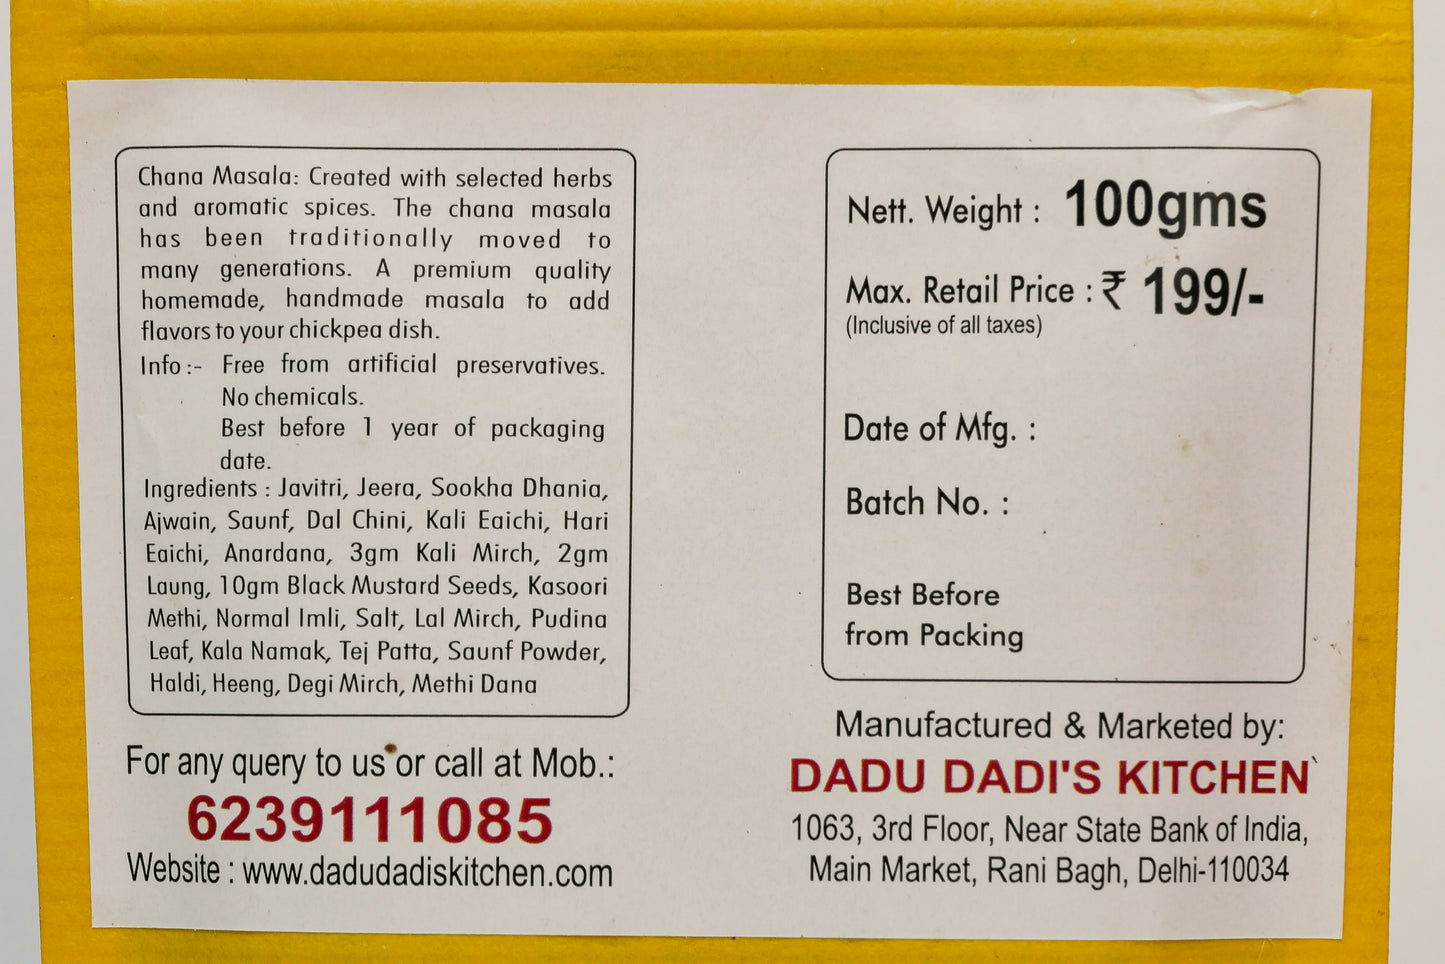 Chana Masala: Created with selected herbs
and aromatic spices. The chana masala
has been traditionally moved to
many generations. A premium quality
homemade, handmade masala to add
flavors to your chickpea dish.
Info :- Free from artificial preservatives.
No chemicals.
Best before 1 year of packaging
date.
Ingredients : Javitri, Jeera, Sookha Dhania,
Ajwain, Saunf, Dal Chini, Kali Eaichi, Hari
Eaichi, Anardana, 3gm Kali Mirch, 2gm
Laung, 10gm Black Mustard Seeds, Kasoori
Methi, Normal Imli, Salt, Lal Mirch, Pudina
Leaf, Kala Namak, Tej Patta, Saunf Powder,
Haldi, Heeng, Degi Mirch, Methi Dana
For any query to us or call at Mob.:
6239111085
Website : www.dadudadiskitchen.com
Nett. Weight : 100gms
Max. Retail Price : ₹ 199/-
(Inclusive of all taxes)
Date of Mfg. :
Batch No. :
Best Before
from Packing
Manufactured & Marketed by:
DADU DADI'S KITCHEN`
1063, 3rd Floor, Near State Bank of India,
Main Market, Rani Bagh, Delhi-110034